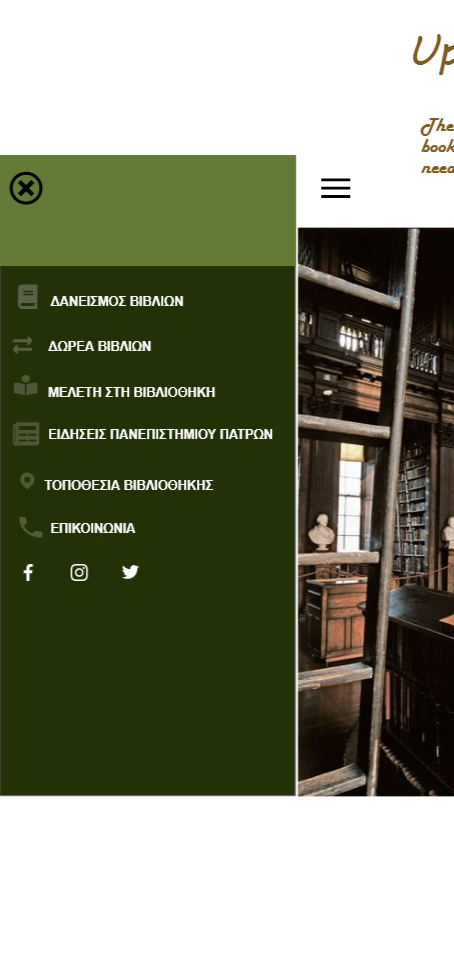 Up
The
book
need
ΔΑΝΕΙΣΜΟΣ ΒΙΒΛΙΩΝ
ΔΩΡΕΑ ΒΙΒΛΙΩΝ
ΜΕΛΕΤΗ ΣΤΗ ΒΙΒΛΙΟΘΗΚΗ
ΕΙΔΗΣΕΙΣ ΠΑΝΕΠΙΣΤΗΜΙΟΥ ΠΑΤΡΩΝ
ΤΟΠΟΘΕΣΙΑ ΒΙΒΛΙΟΘΗΚΗΣ
ΕΠΙΚΟΙΝΩΝΙΑ